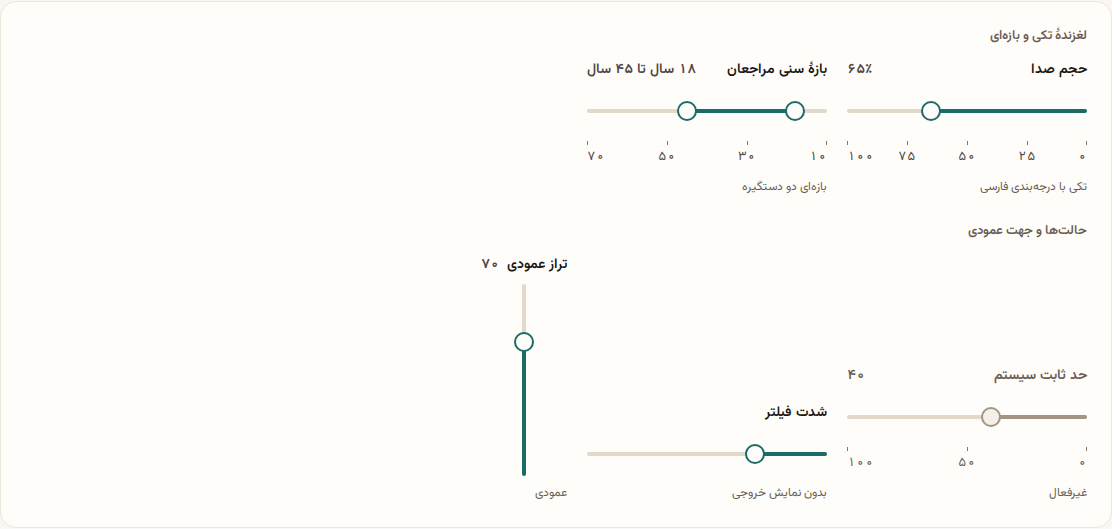 لغزندهٔ تکی و بازه‌ای
حجم صدا ۶۵٪
۰ ۲۵ ۵۰ ۷۵ ۱۰۰
تکی با درجه‌بندی فارسی
بازهٔ سنی مراجعان ۱۸ سال تا ۴۵ سال
۱۰ ۳۰ ۵۰ ۷۰
بازه‌ای دو دستگیره
حالت‌ها و جهت عمودی
حد ثابت سیستم ۴۰
۰ ۵۰ ۱۰۰
غیرفعال
شدت فیلتر
بدون نمایش خروجی
تراز عمودی ۷۰
عمودی